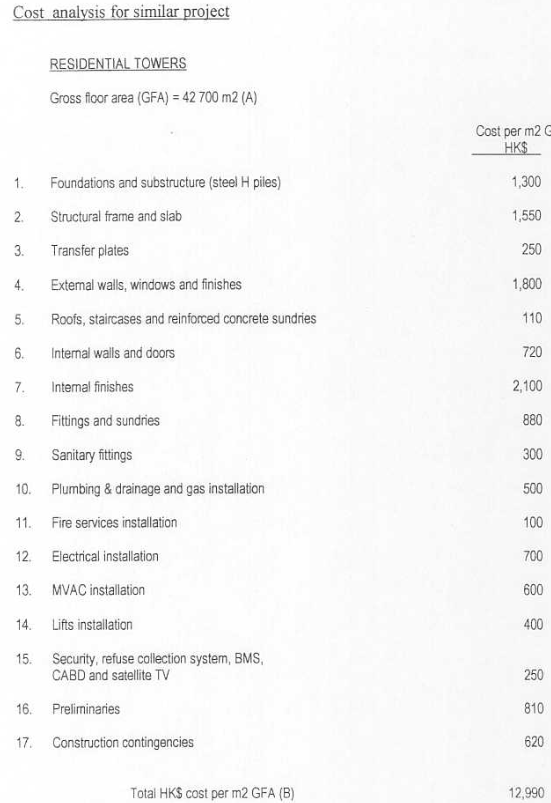 Cost analysis for similar project
RESIDENTIAL TOWERS
Gross floor area (GFA) = 42 700 m2 (A)
Cost per m2 G
HK$
1. Foundations and substructure (steel H piles) 1,300
2. Structural frame and slab 1,550
3. Transfer plates 250
4. External walls, windows and finishes 1,800
5. Roofs, staircases and reinforced concrete sundries 110
6. Internal walls and doors 720
7. Internal finishes 2,100
8. Fittings and sundries 880
9. Sanitary fittings 300
10. Plumbing & drainage and gas installation 500
11. Fire services installation 100
12. Electrical installation 700
13. MVAC installation 600
14. Lifts installation 400
15. Security, refuse collection system, BMS,
CABD and satellite TV 250
16. Preliminaries 810
17. Construction contingencies 620
Total HK$ cost per m2 GFA (B) 12,990